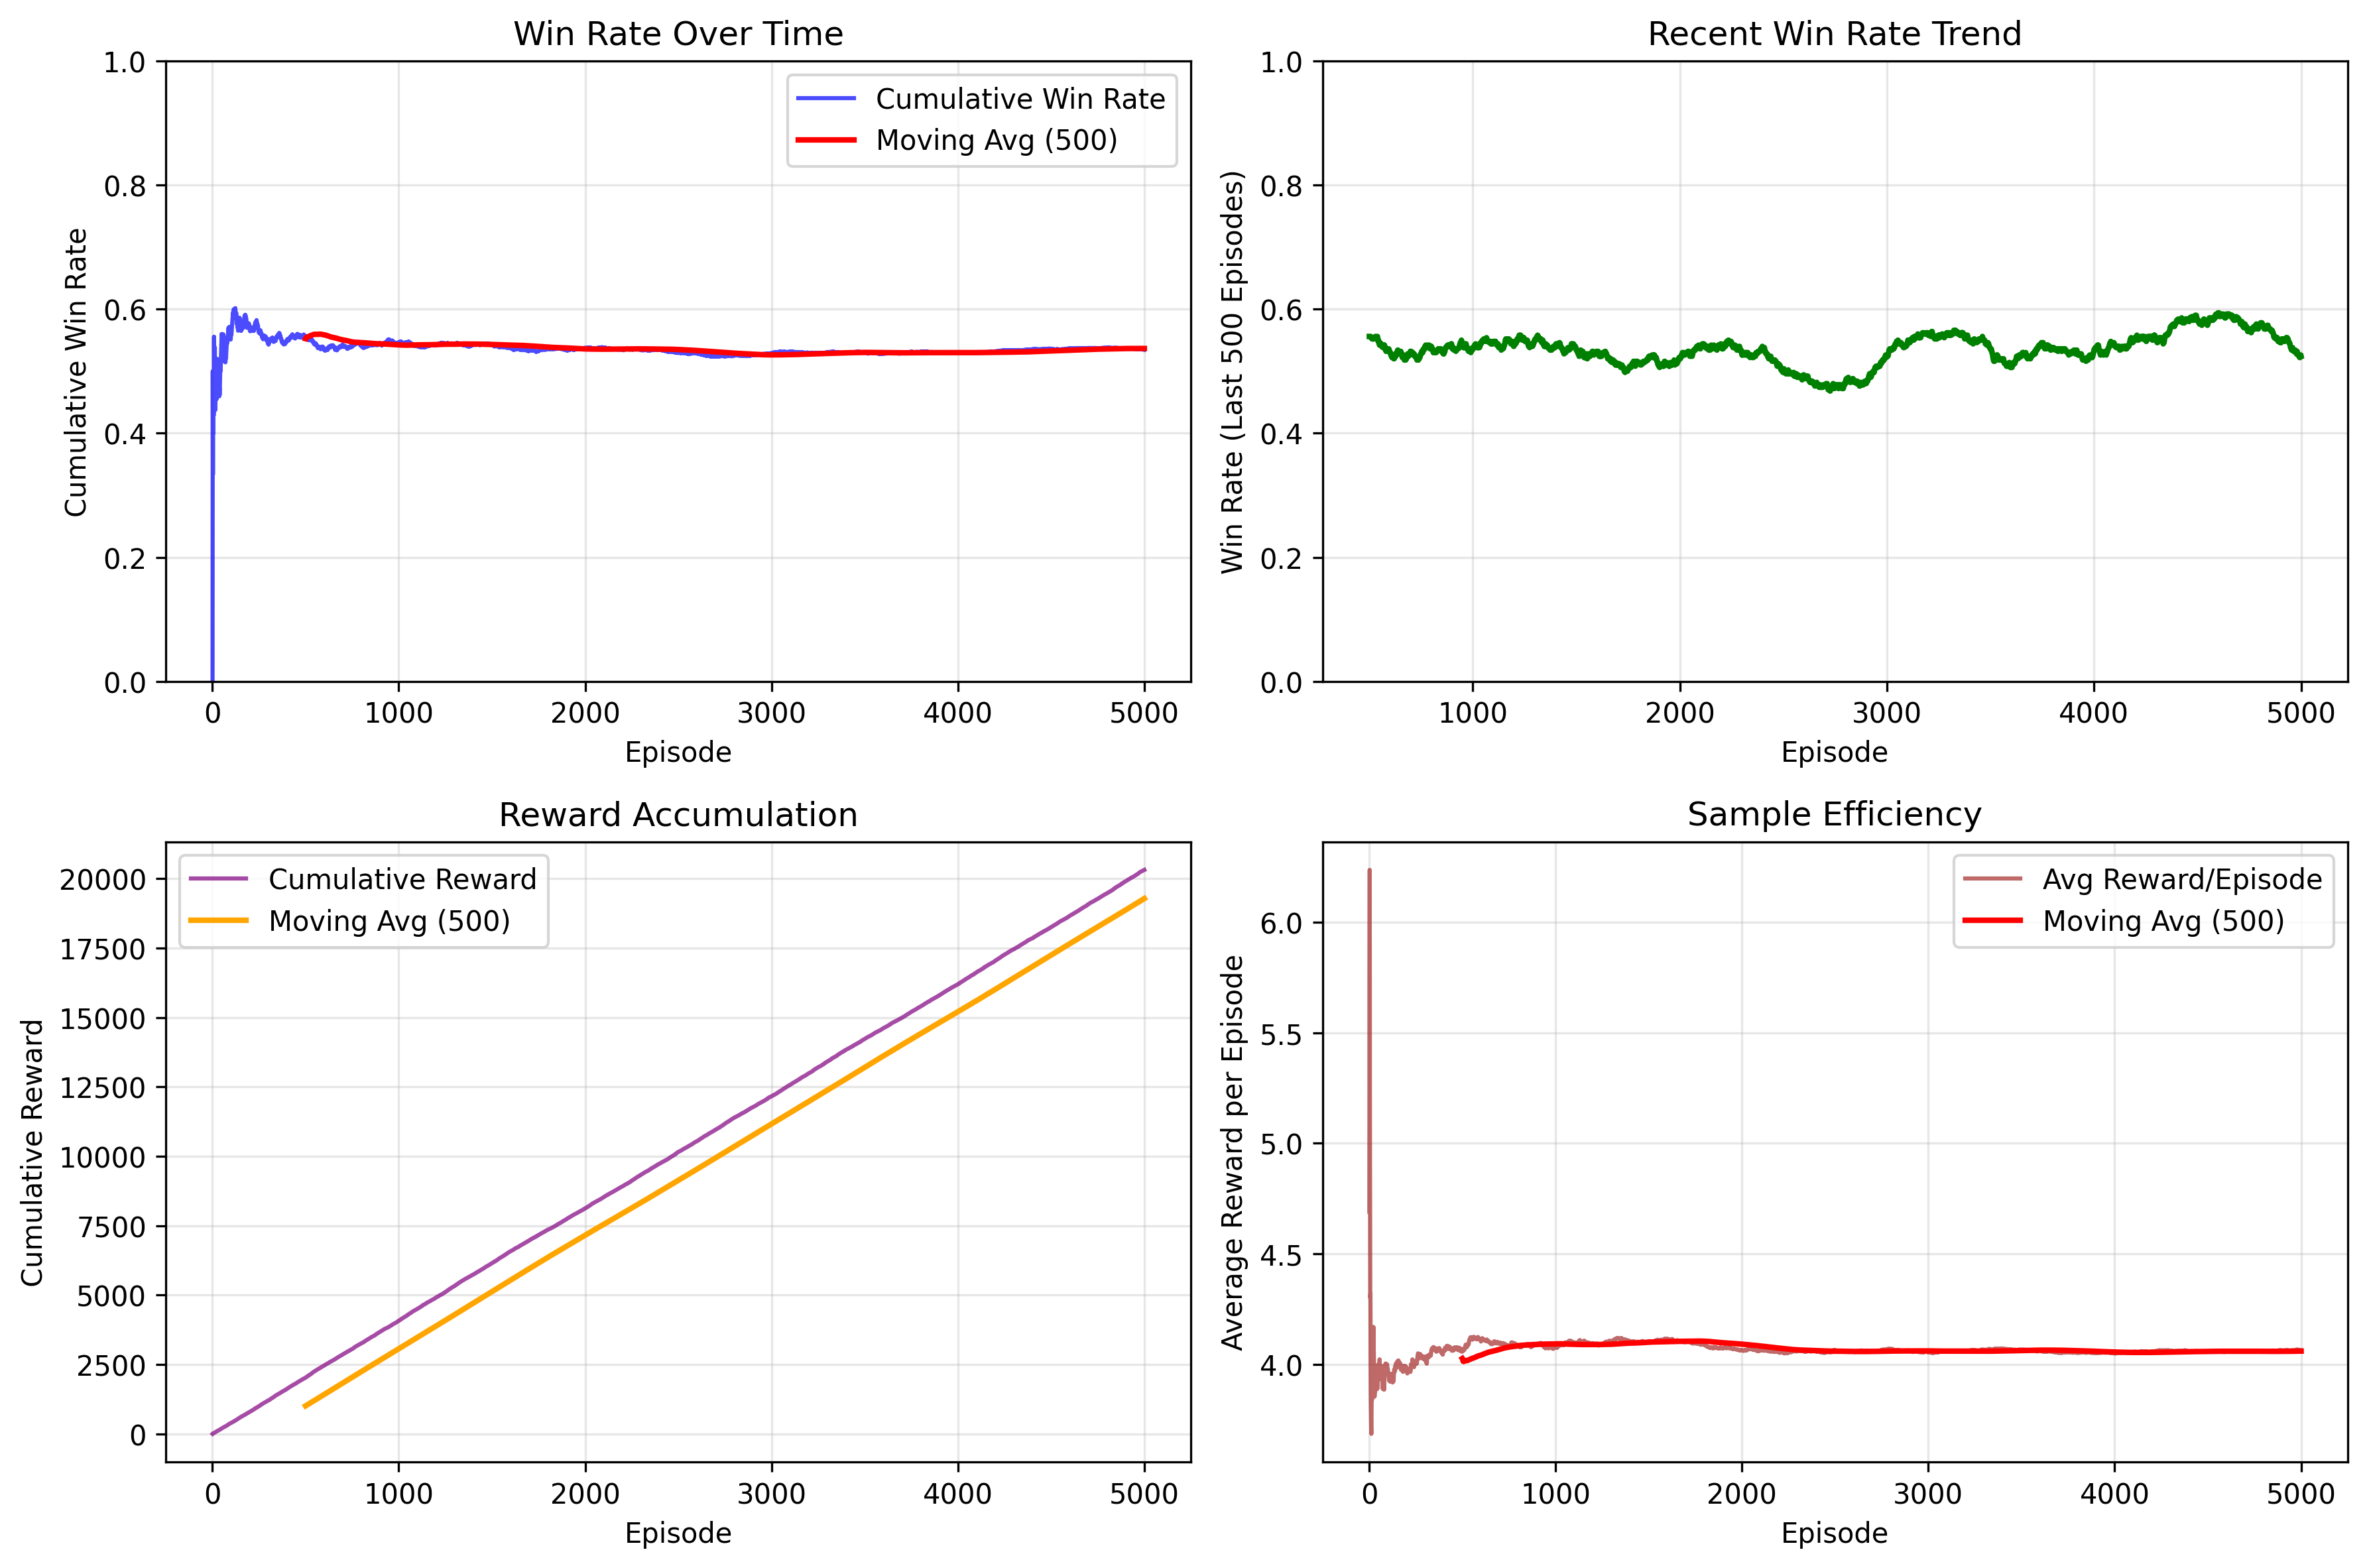 Win Rate Over Time
Cumulative Win Rate
Moving Avg (500)
1.0
0.8
0.6
0.4
0.2
0.0
Cumulative Win Rate
0 1000 2000 3000 4000 5000
Episode
Recent Win Rate Trend
1.0
0.8
0.6
0.4
0.2
0.0
Win Rate (Last 500 Episodes)
1000 2000 3000 4000 5000
Episode
Reward Accumulation
Cumulative Reward
Moving Avg (500)
20000
17500
15000
12500
10000
7500
5000
2500
0
Cumulative Reward
0 1000 2000 3000 4000 5000
Episode
Sample Efficiency
Avg Reward/Episode
Moving Avg (500)
6.0
5.5
5.0
4.5
4.0
Average Reward per Episode
0 1000 2000 3000 4000 5000
Episode